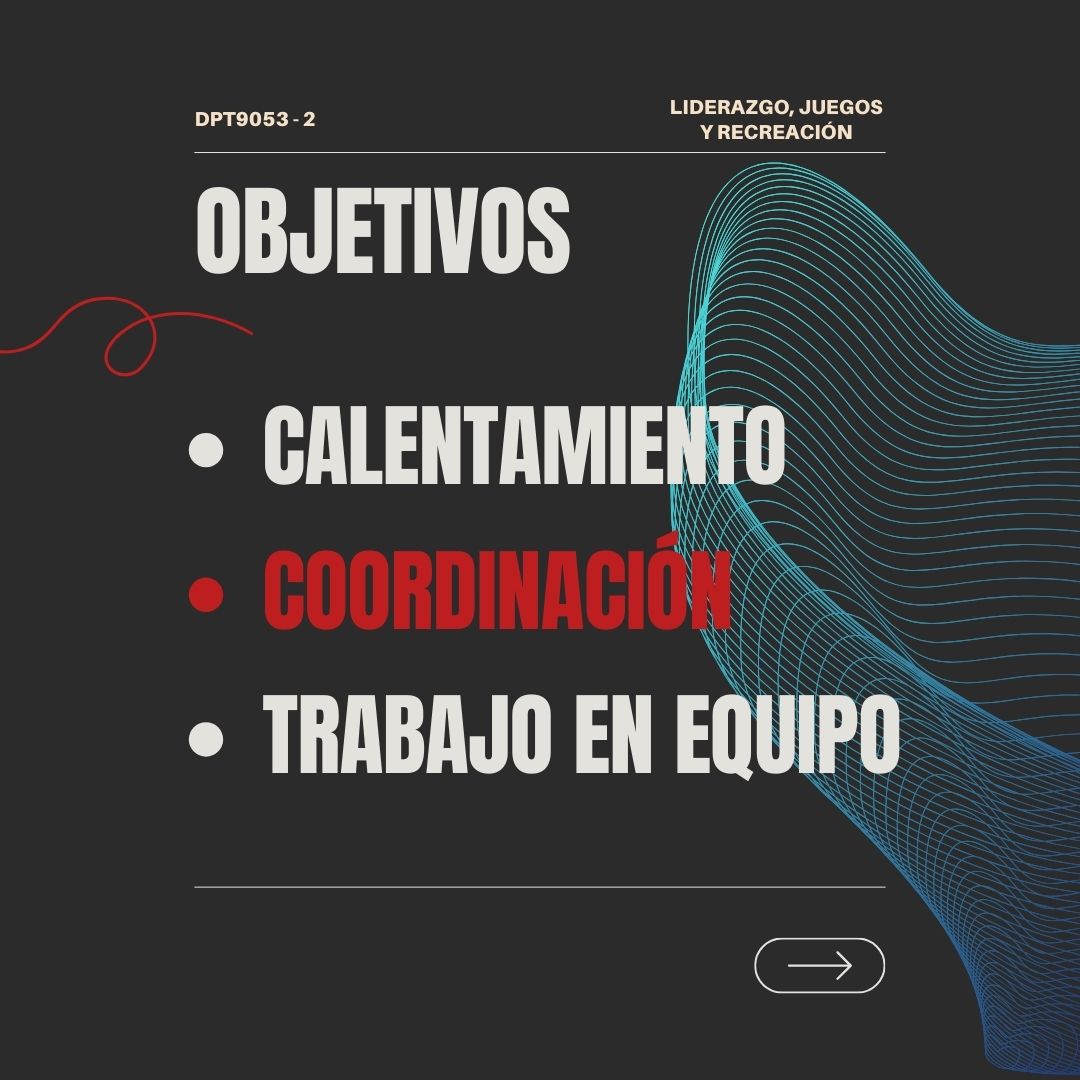 DPT9053 - 2
LIDERAZGO, JUEGOS
Y RECREACIÓN
OBJETIVOS
• CALENTAMIENTO
• COORDINACIÓN
• TRABAJO EN EQUIPO